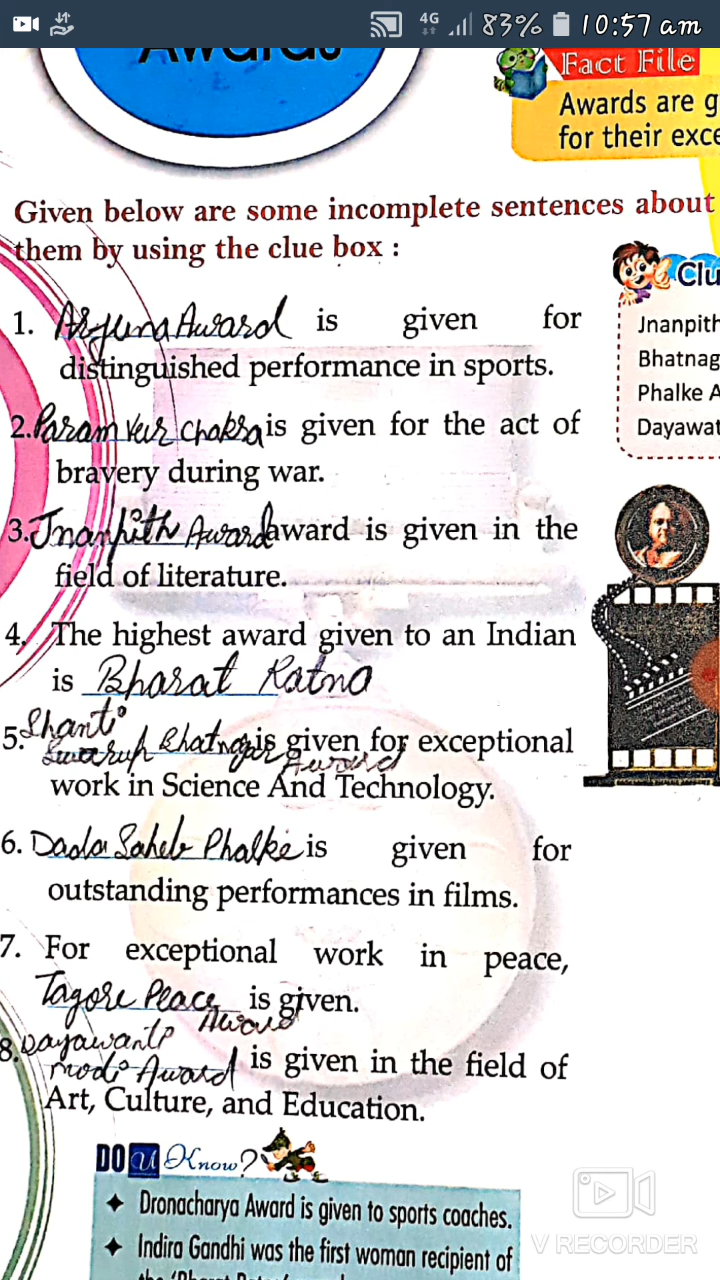 4G 83% 10:57 am
Awards
Fact File
Awards are g
for their exce
Given below are some incomplete sentences about
them by using the clue box :
Clu
Jnanpith
Bhatnag
Phalke A
Dayawat
1. Arjuna Award is given for
distinguished performance in sports.
2. Param Veer Chakra is given for the act of
bravery during war.
3. Jnanpith Award award is given in the
field of literature.
4. The highest award given to an Indian
is Bharat Ratna
5. Shanti
Swarup Bhatnagar is given for exceptional
Award
work in Science And Technology.
6. Dada Saheb Phalke is given for
outstanding performances in films.
7. For exceptional work in peace,
Tagore Peace is given.
Award
8. Dayawanti
modi Award is given in the field of
Art, Culture, and Education.
DO U Know?
✦ Dronacharya Award is given to sports coaches.
✦ Indira Gandhi was the first woman recipient of
V RECORDER